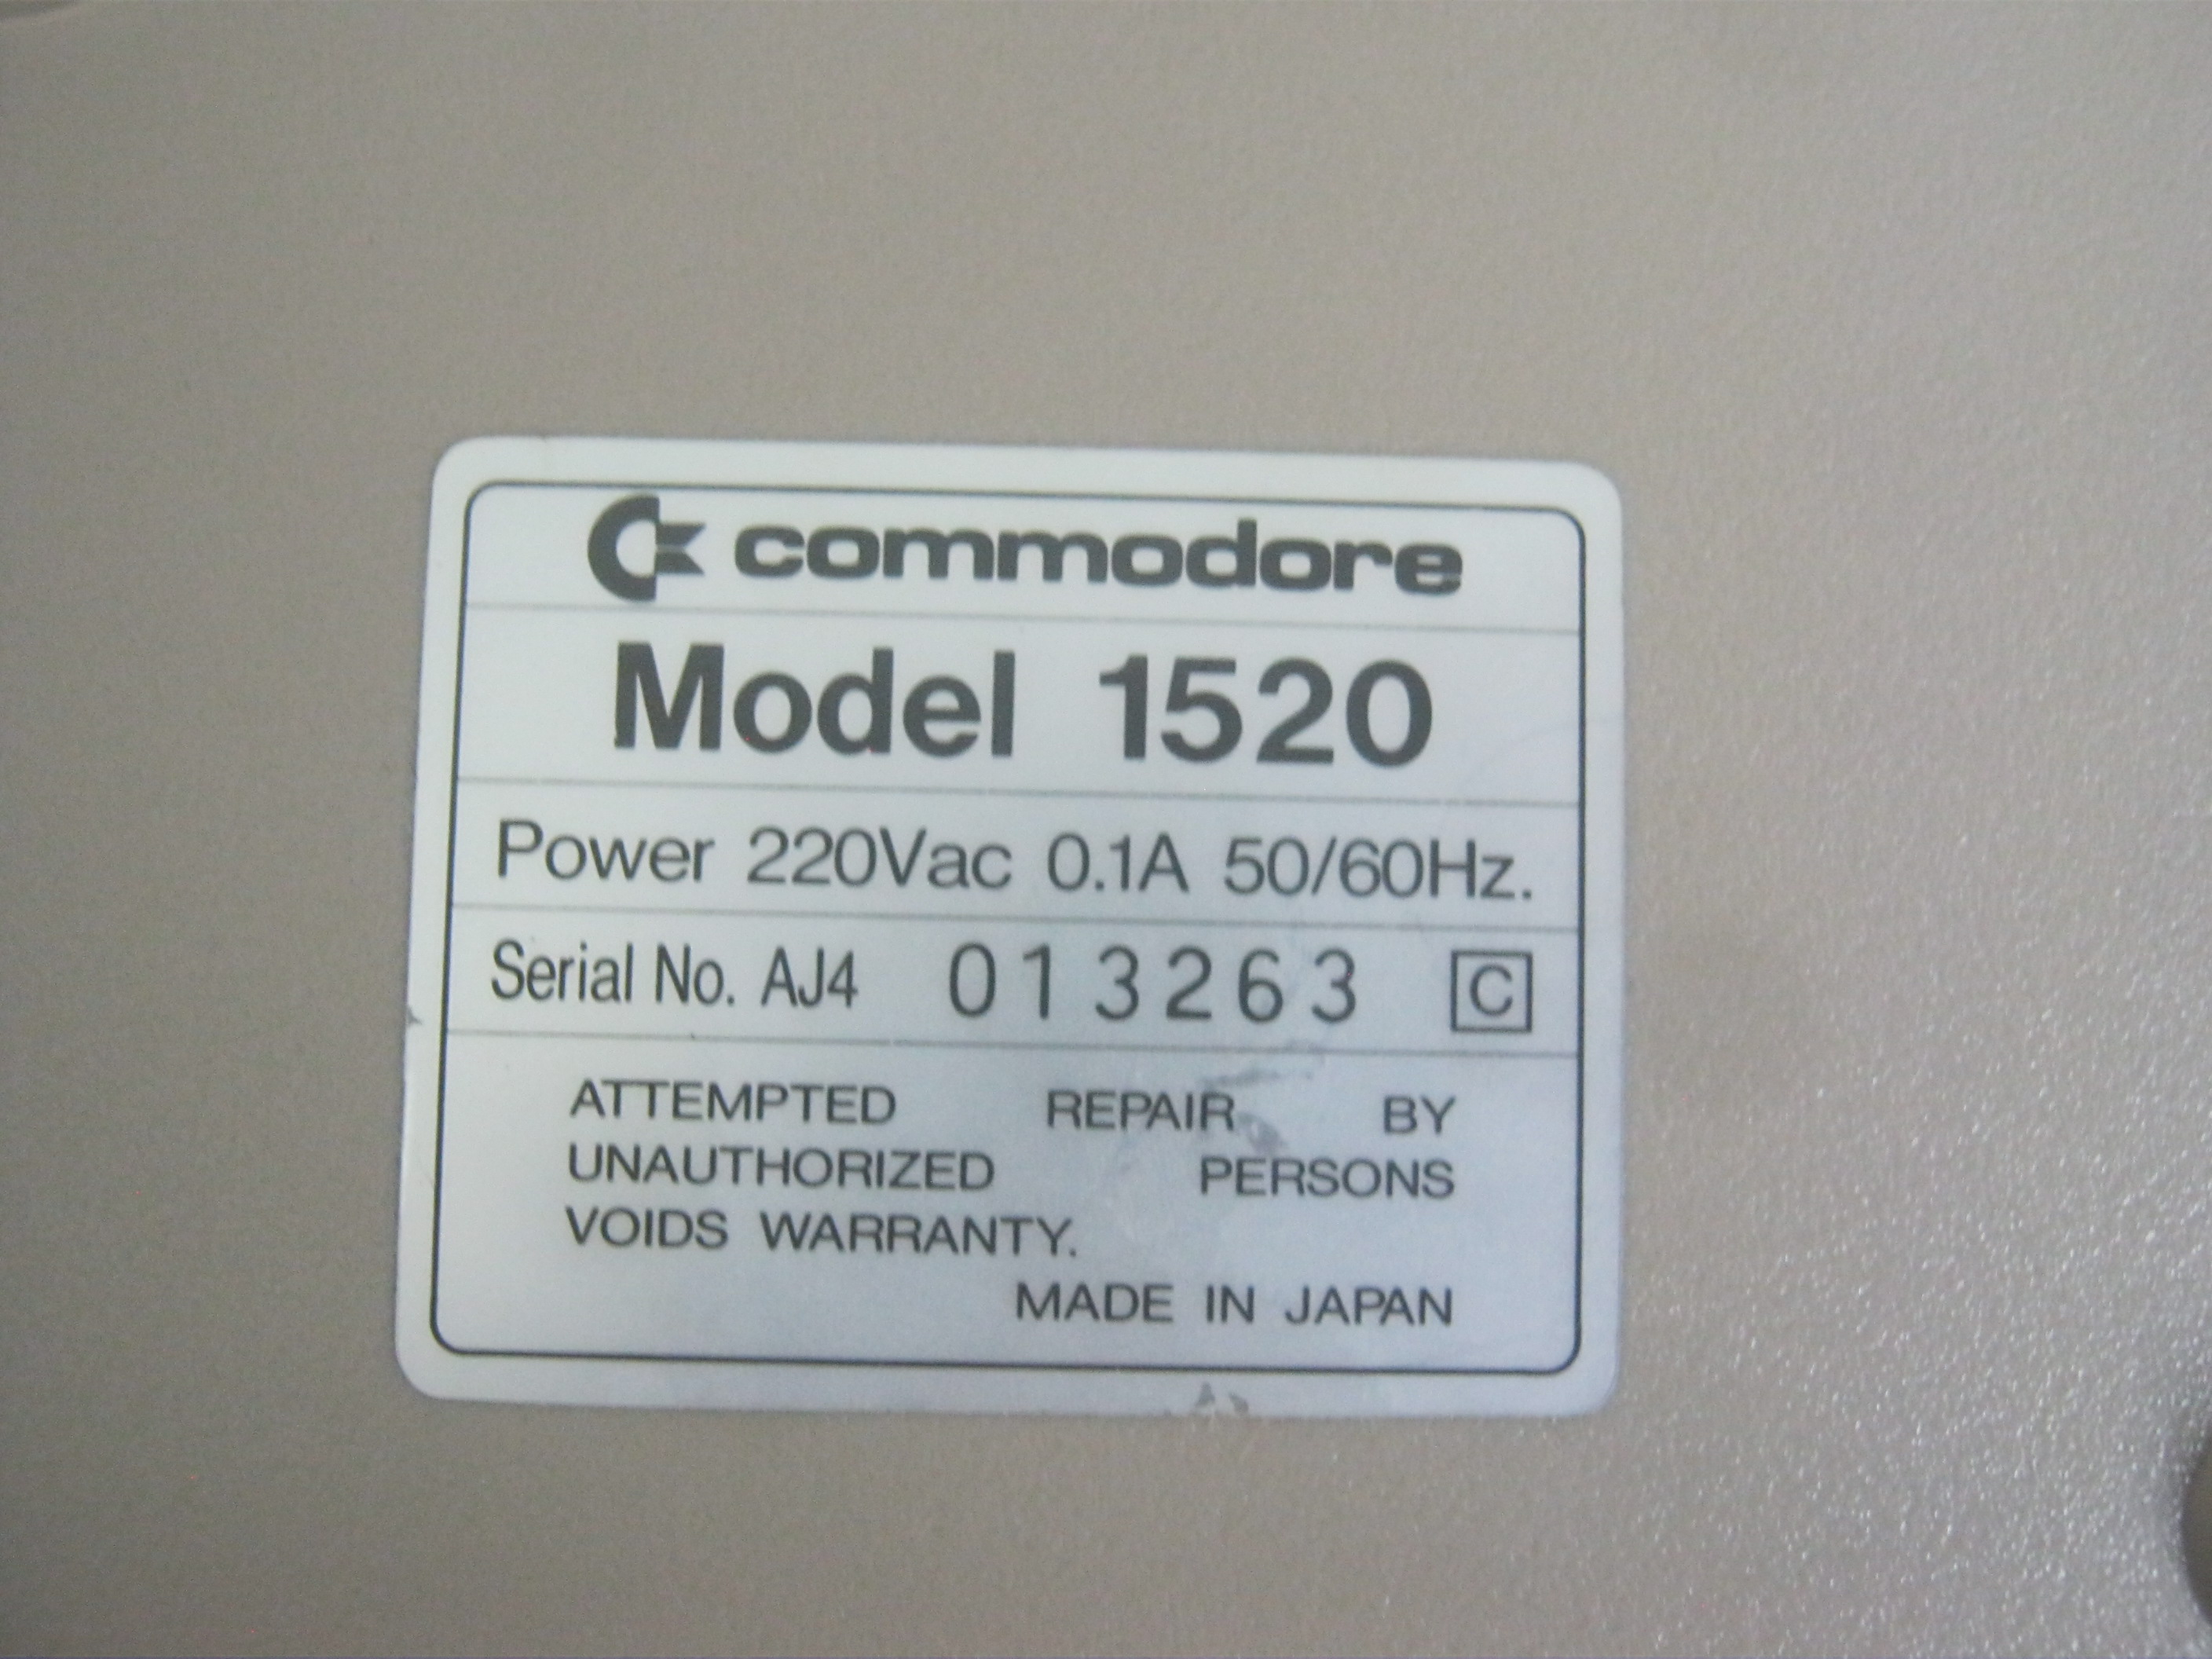 commodore
Model 1520
Power 220Vac 0.1A 50/60Hz.
Serial No. AJ4 013263 C
ATTEMPTED REPAIR BY
UNAUTHORIZED PERSONS
VOIDS WARRANTY.
MADE IN JAPAN